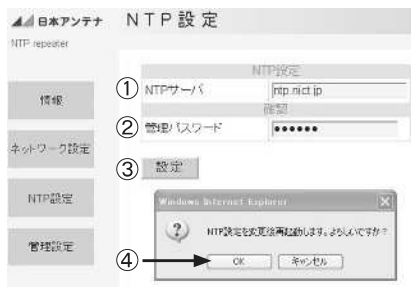 日本アンテナ
NTP設定
NTP repeater
情報
ネットワーク設定
NTP設定
管理設定
NTP設定
① NTPサーバ ntp.nict.jp
確認
② 管理パスワード ●●●●●●
③ 設定
Windows Internet Explorer
NTP設定を変更後再起動します。よろしいですか?
④ OK キャンセル